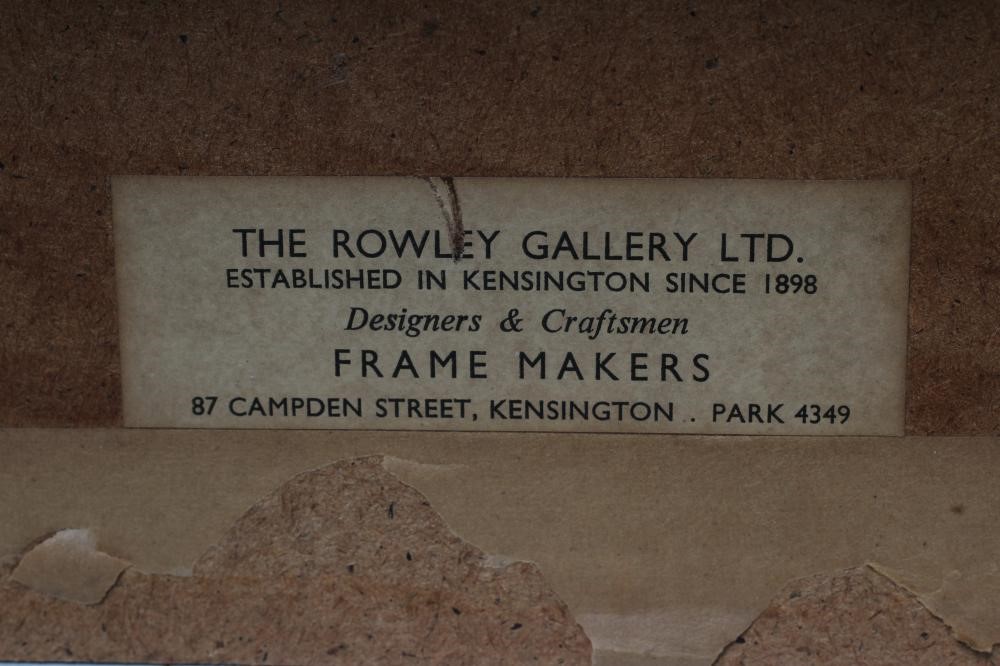 THE ROWLEY GALLERY LTD.
ESTABLISHED IN KENSINGTON SINCE 1898
Designers & Craftsmen
FRAME MAKERS
87 CAMPDEN STREET, KENSINGTON . PARK 4349